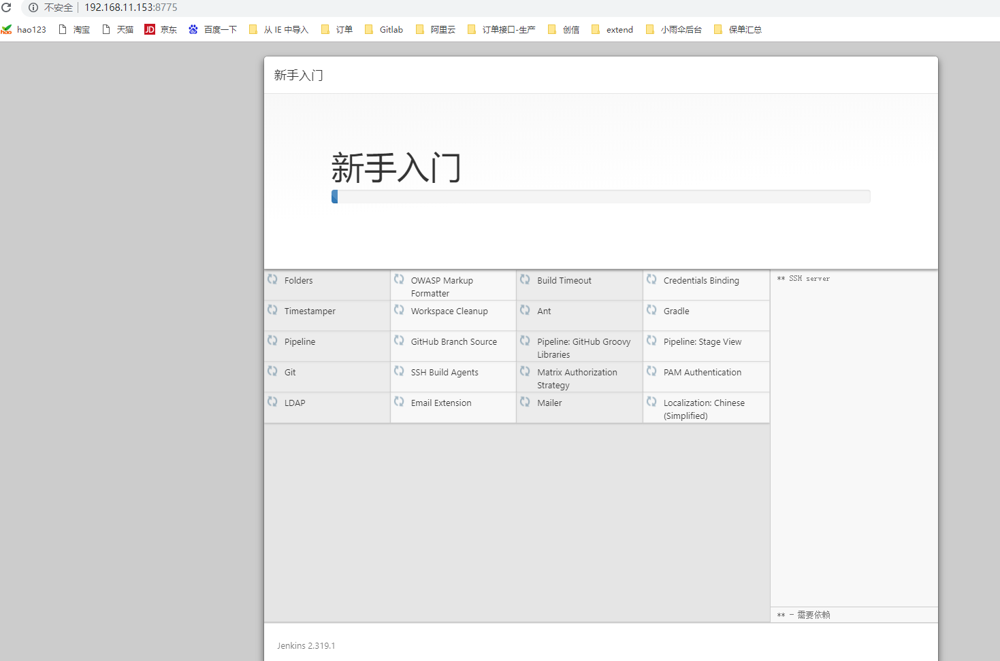 不安全 192.168.11.153:8775
hao123 淘宝 天猫 JD 京东 百度一下 从 IE 中导入 订单 Gitlab 阿里云 订单接口-生产 创信 extend 小雨伞后台 保单汇总
新手入门
新手入门
Folders
OWASP Markup
Formatter
Build Timeout
Credentials Binding
** SSH server
Timestamper
Workspace Cleanup
Ant
Gradle
Pipeline
GitHub Branch Source
Pipeline: GitHub Groovy
Libraries
Pipeline: Stage View
Git
SSH Build Agents
Matrix Authorization
Strategy
PAM Authentication
LDAP
Email Extension
Mailer
Localization: Chinese
(Simplified)
** - 需要依赖
Jenkins 2.319.1